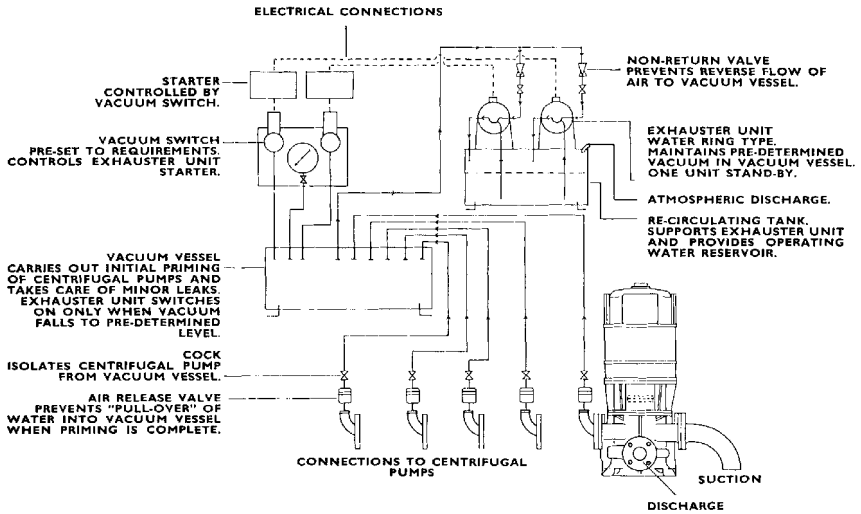 ELECTRICAL CONNECTIONS
STARTER
CONTROLLED BY
VACUUM SWITCH.
VACUUM SWITCH
PRE-SET TO REQUIREMENTS.
CONTROLS EXHAUSTER UNIT
STARTER.
VACUUM VESSEL
CARRIES OUT INITIAL PRIMING
OF CENTRIFUGAL PUMPS AND
TAKES CARE OF MINOR LEAKS.
EXHAUSTER UNIT SWITCHES
ON ONLY WHEN VACUUM
FALLS TO PRE-DETERMINED
LEVEL.
COCK
ISOLATES CENTRIFUGAL PUMP
FROM VACUUM VESSEL.
AIR RELEASE VALVE
PREVENTS "PULL-OVER" OF
WATER INTO VACUUM VESSEL
WHEN PRIMING IS COMPLETE.
NON-RETURN VALVE
PREVENTS REVERSE FLOW OF
AIR TO VACUUM VESSEL.
EXHAUSTER UNIT
WATER RING TYPE.
MAINTAINS PRE-DETERMINED
VACUUM IN VACUUM VESSEL.
ONE UNIT STAND-BY.
ATMOSPHERIC DISCHARGE.
RE-CIRCULATING TANK.
SUPPORTS EXHAUSTER UNIT
AND PROVIDES OPERATING
WATER RESERVOIR.
CONNECTIONS TO CENTRIFUGAL
PUMPS
SUCTION
DISCHARGE